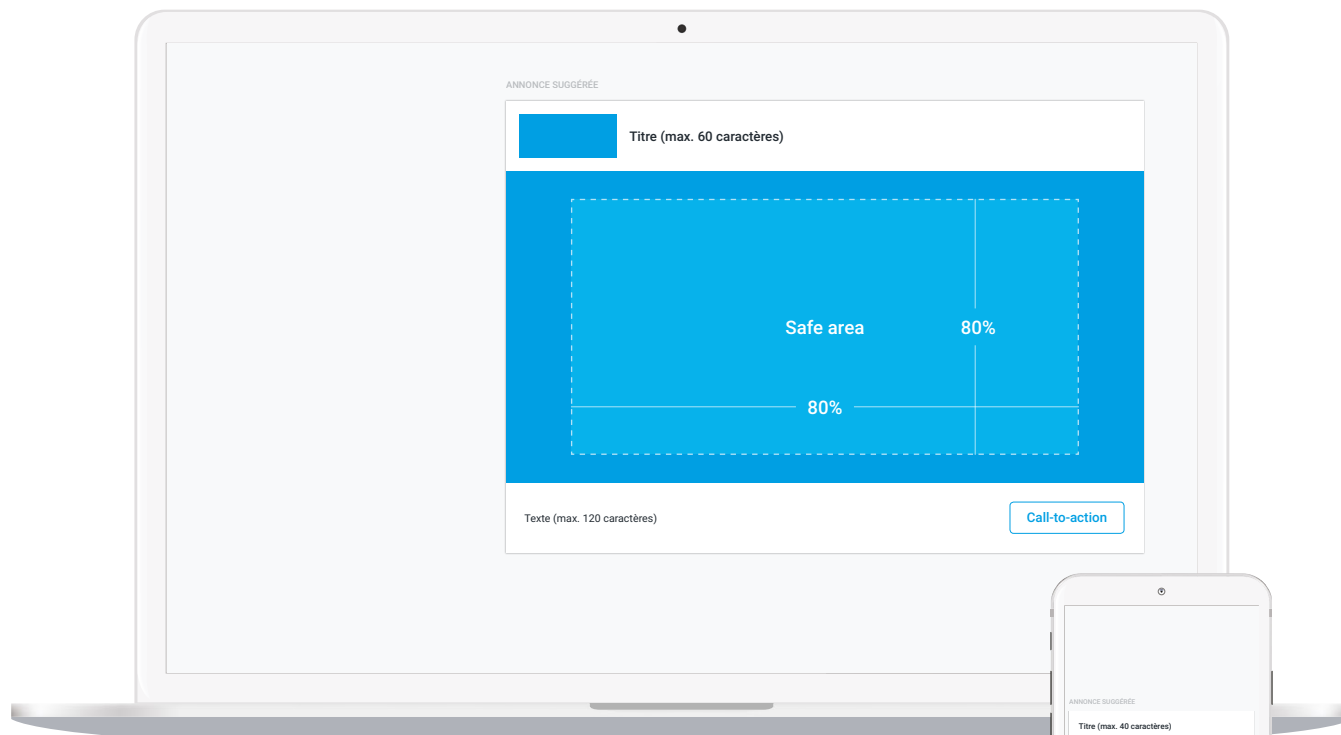 ANNONCE SUGGÉRÉE
Titre (max. 60 caractères)
Safe area
80%
80%
Texte (max. 120 caractères)
Call-to-action
ANNONCE SUGGÉRÉE
Titre (max. 40 caractères)